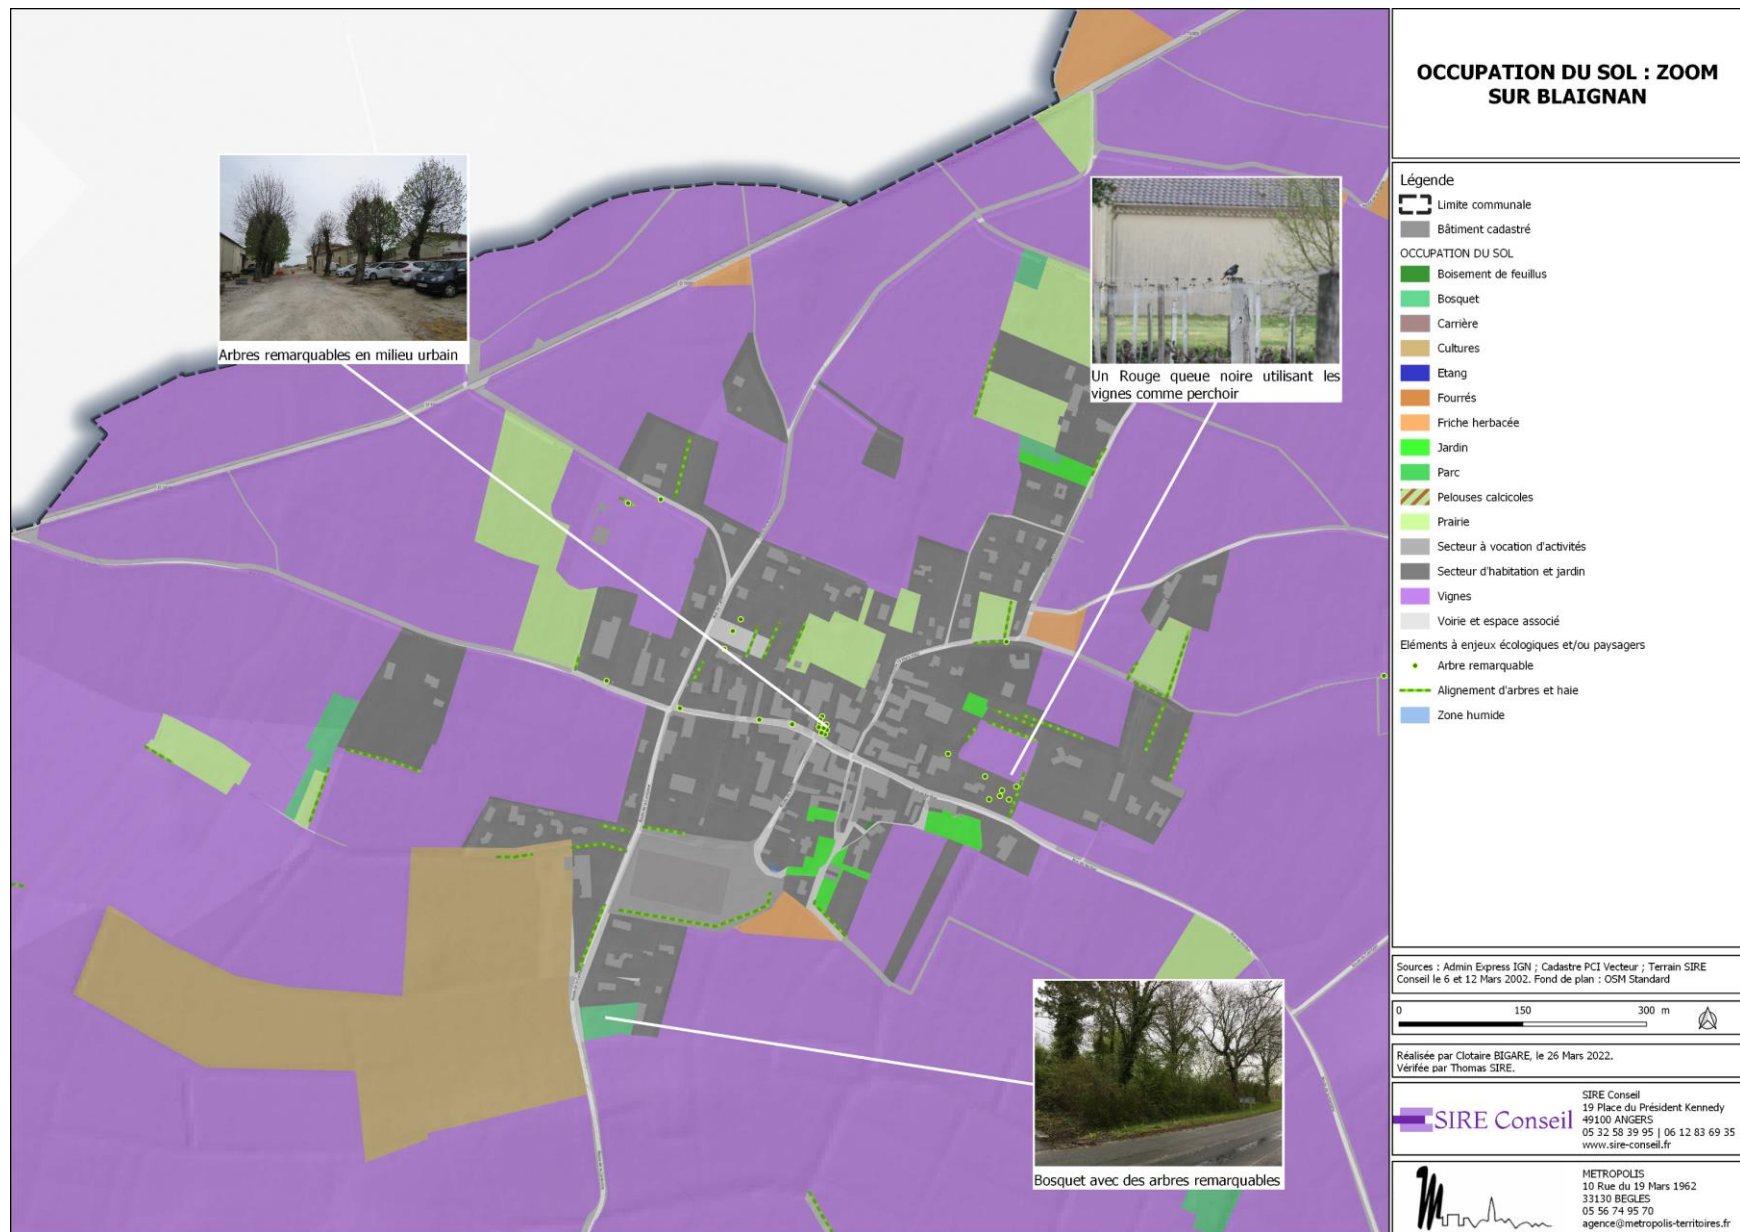 OCCUPATION DU SOL : ZOOM
SUR BLAIGNAN
Légende
Limite communale
Bâtiment cadastré
OCCUPATION DU SOL
Boisement de feuillus
Bosquet
Carrière
Cultures
Etang
Fourrés
Friche herbacée
Jardin
Parc
Pelouses calcicoles
Prairie
Secteur à vocation d'activités
Secteur d'habitation et jardin
Vignes
Voirie et espace associé
Eléments à enjeux écologiques et/ou paysagers
Arbre remarquable
Alignement d'arbres et haie
Zone humide
Arbres remarquables en milieu urbain
Un Rouge queue noire utilisant les
vignes comme perchoir
Bosquet avec des arbres remarquables
Sources : Admin Express IGN ; Cadastre PCI Vecteur ; Terrain SIRE
Conseil le 6 et 12 Mars 2002. Fond de plan : OSM Standard
0 150 300 m
Réalisée par Clotaire BIGARE, le 26 Mars 2022.
Vérifée par Thomas SIRE.
SIRE Conseil
SIRE Conseil
19 Place du Président Kennedy
49100 ANGERS
05 32 58 39 95 | 06 12 83 69 35
www.sire-conseil.fr
METROPOLIS
10 Rue du 19 Mars 1962
33130 BEGLES
05 56 74 95 70
agence@metropolis-territoires.fr